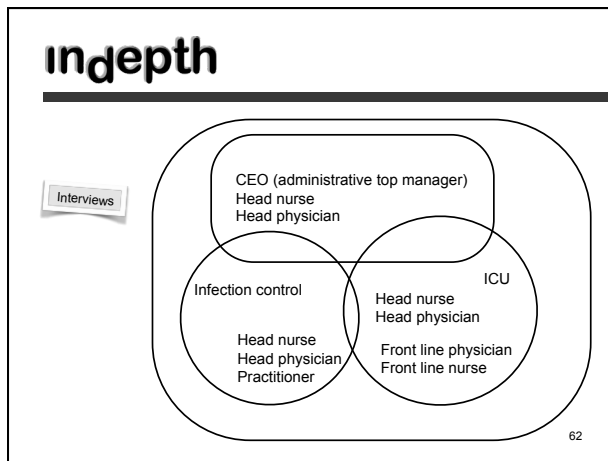 indepth
Interviews
CEO (administrative top manager)
Head nurse
Head physician
Infection control
Head nurse
Head physician
Practitioner
ICU
Head nurse
Head physician
Front line physician
Front line nurse
62